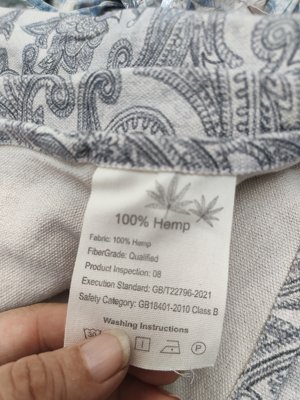 100% Hemp
Fabric: 100% Hemp
FiberGrade: Qualified
Product Inspection: 08
Execution Standard: GB/T22796-2021
Safety Category: GB18401-2010 Class B
Washing Instructions
30
P